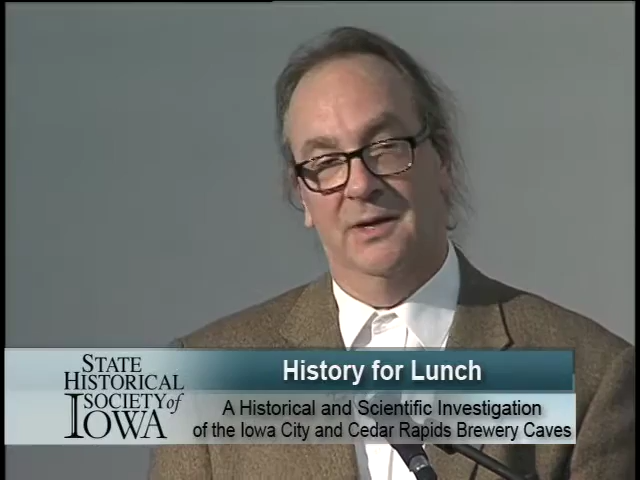 STATE
HISTORICAL
SOCIETY of
IOWA
History for Lunch
A Historical and Scientific Investigation
of the Iowa City and Cedar Rapids Brewery Caves